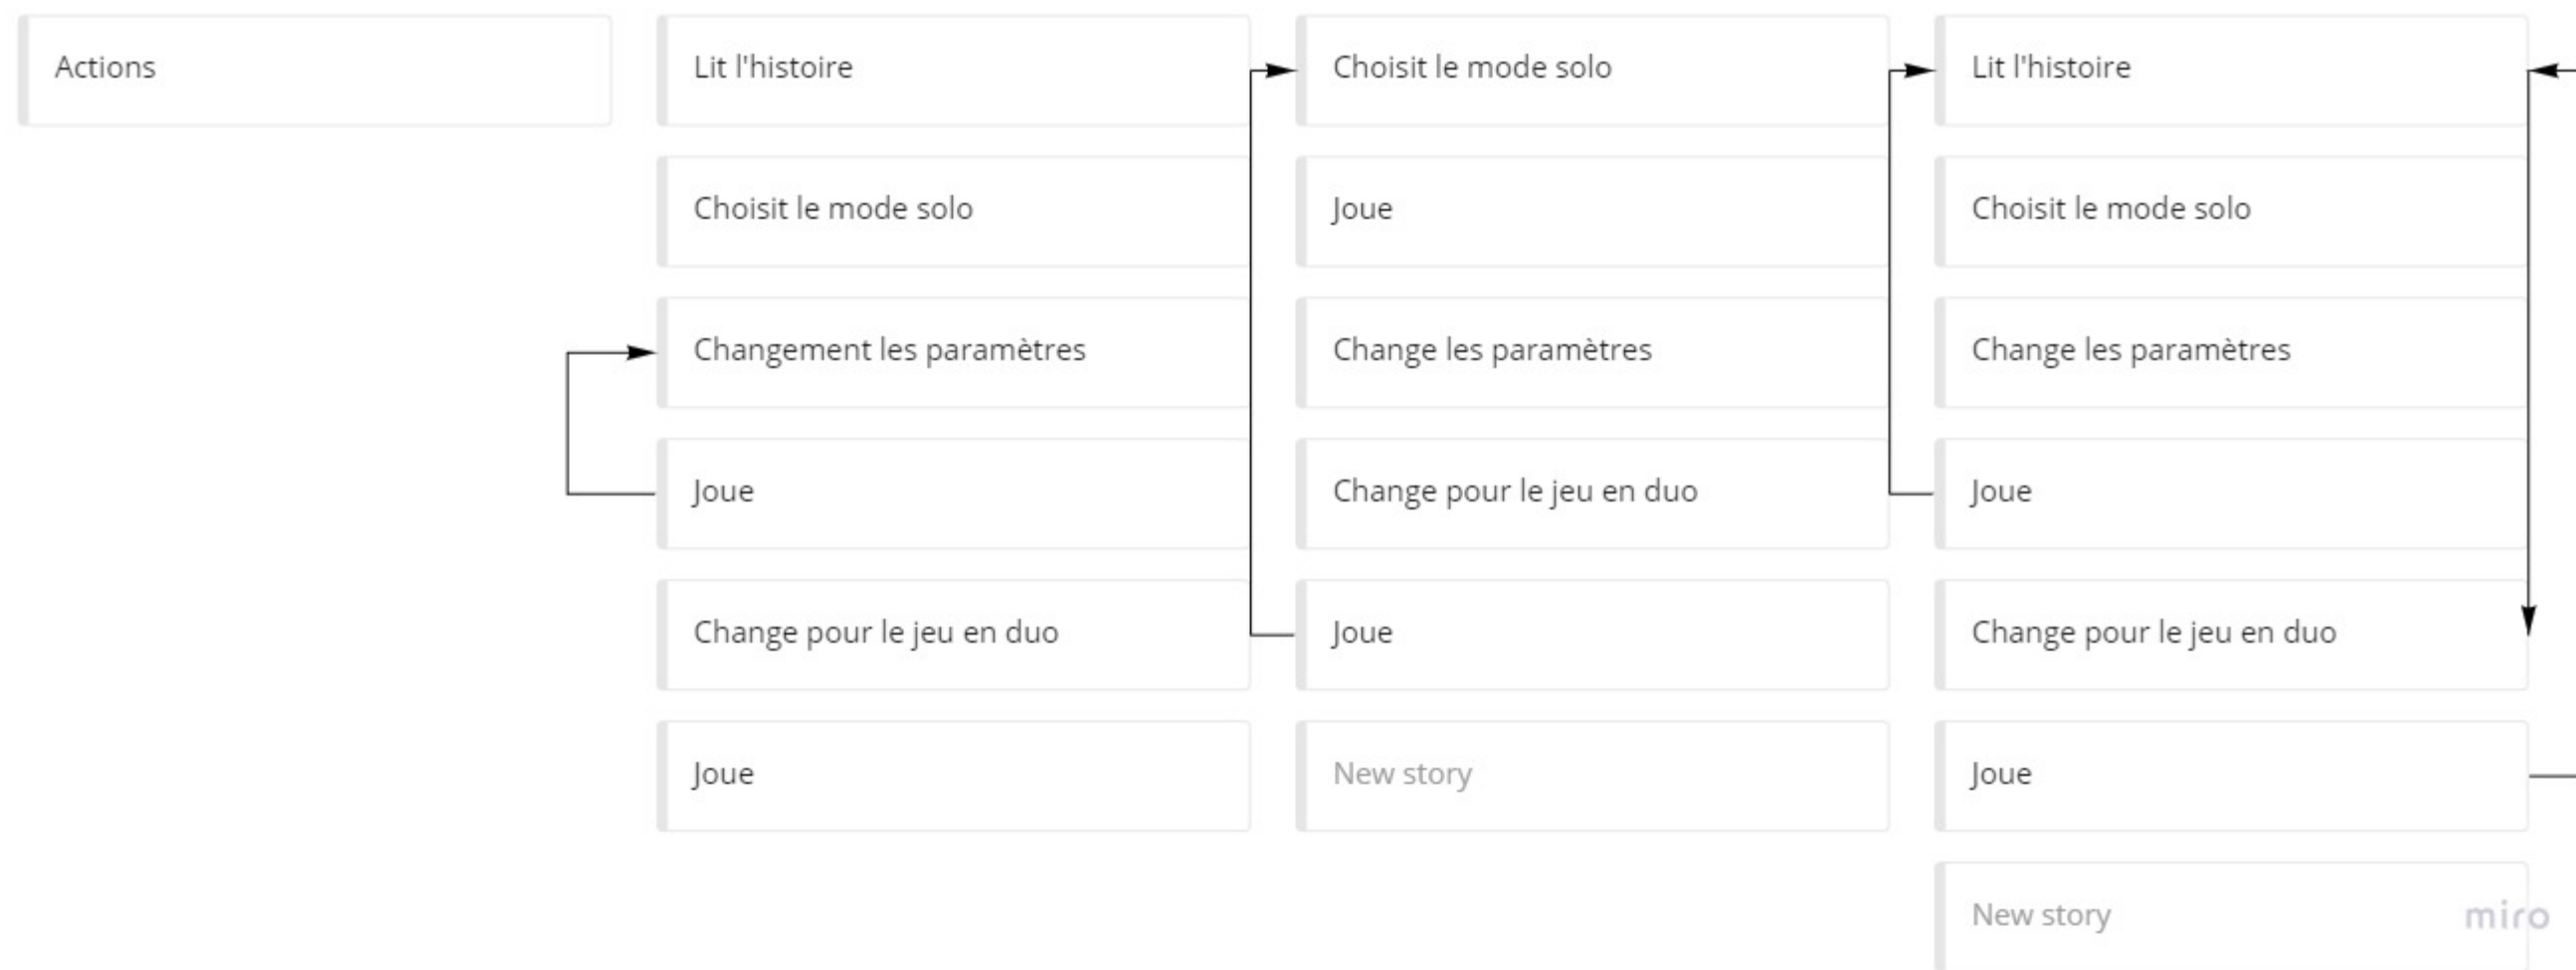 Actions
Lit l'histoire
Choisit le mode solo
Changement les paramètres
Joue
Change pour le jeu en duo
Joue
Choisit le mode solo
Joue
Change les paramètres
Change pour le jeu en duo
Joue
New story
Lit l'histoire
Choisit le mode solo
Change les paramètres
Joue
Change pour le jeu en duo
Joue
New story
miro